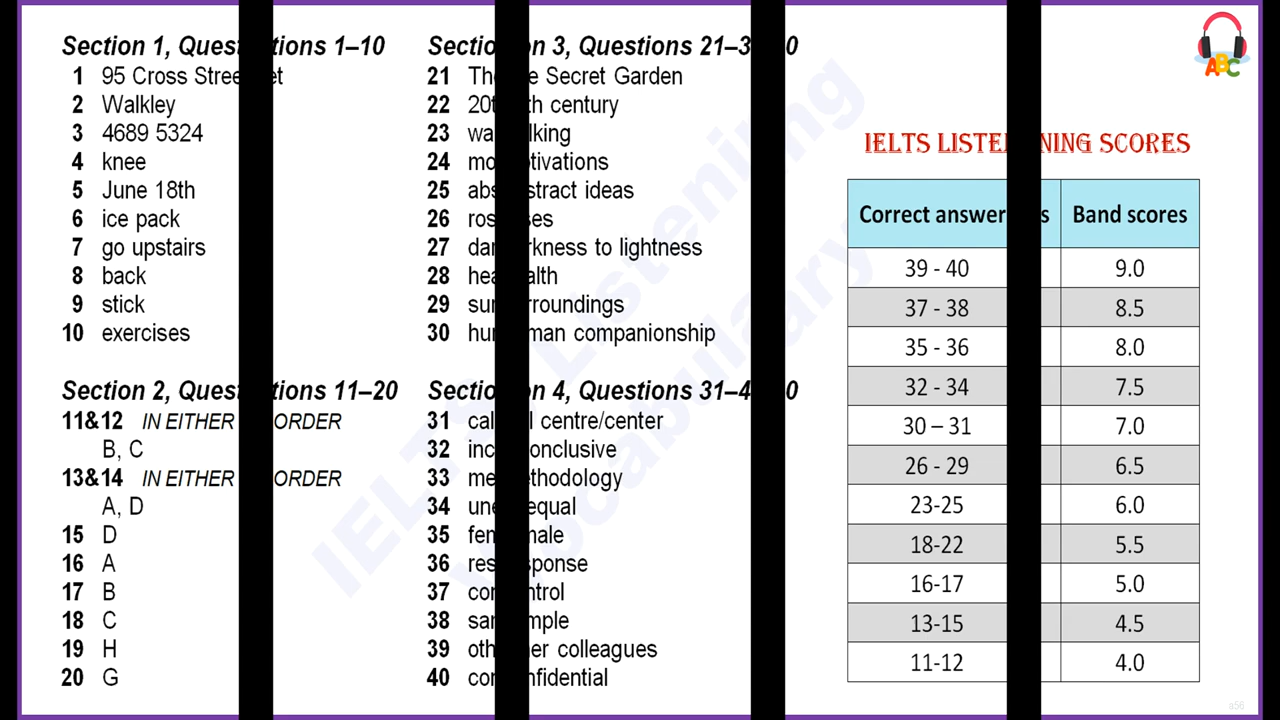 Section 1, Questions 1–10
1 95 Cross Street
2 Walkley
3 4689 5324
4 knee
5 June 18th
6 ice pack
7 go upstairs
8 back
9 stick
10 exercises
Section 2, Questions 11–20
11&12 IN EITHER ORDER
B, C
13&14 IN EITHER ORDER
A, D
15 D
16 A
17 B
18 C
19 H
20 G
Section 3, Questions 21–30
21 The Secret Garden
22 20th century
23 walking
24 motivations
25 abstract ideas
26 roses
27 darkness to lightness
28 health
29 surroundings
30 human companionship
Section 4, Questions 31–40
31 call centre/center
32 inconclusive
33 methodology
34 unequal
35 female
36 response
37 control
38 sample
39 other colleagues
40 confidential
IELTS Listening
Vocabulary
ABC
IELTS LISTENING SCORES
Correct answers Band scores
39 - 40 9.0
37 - 38 8.5
35 - 36 8.0
32 - 34 7.5
30 – 31 7.0
26 - 29 6.5
23-25 6.0
18-22 5.5
16-17 5.0
13-15 4.5
11-12 4.0